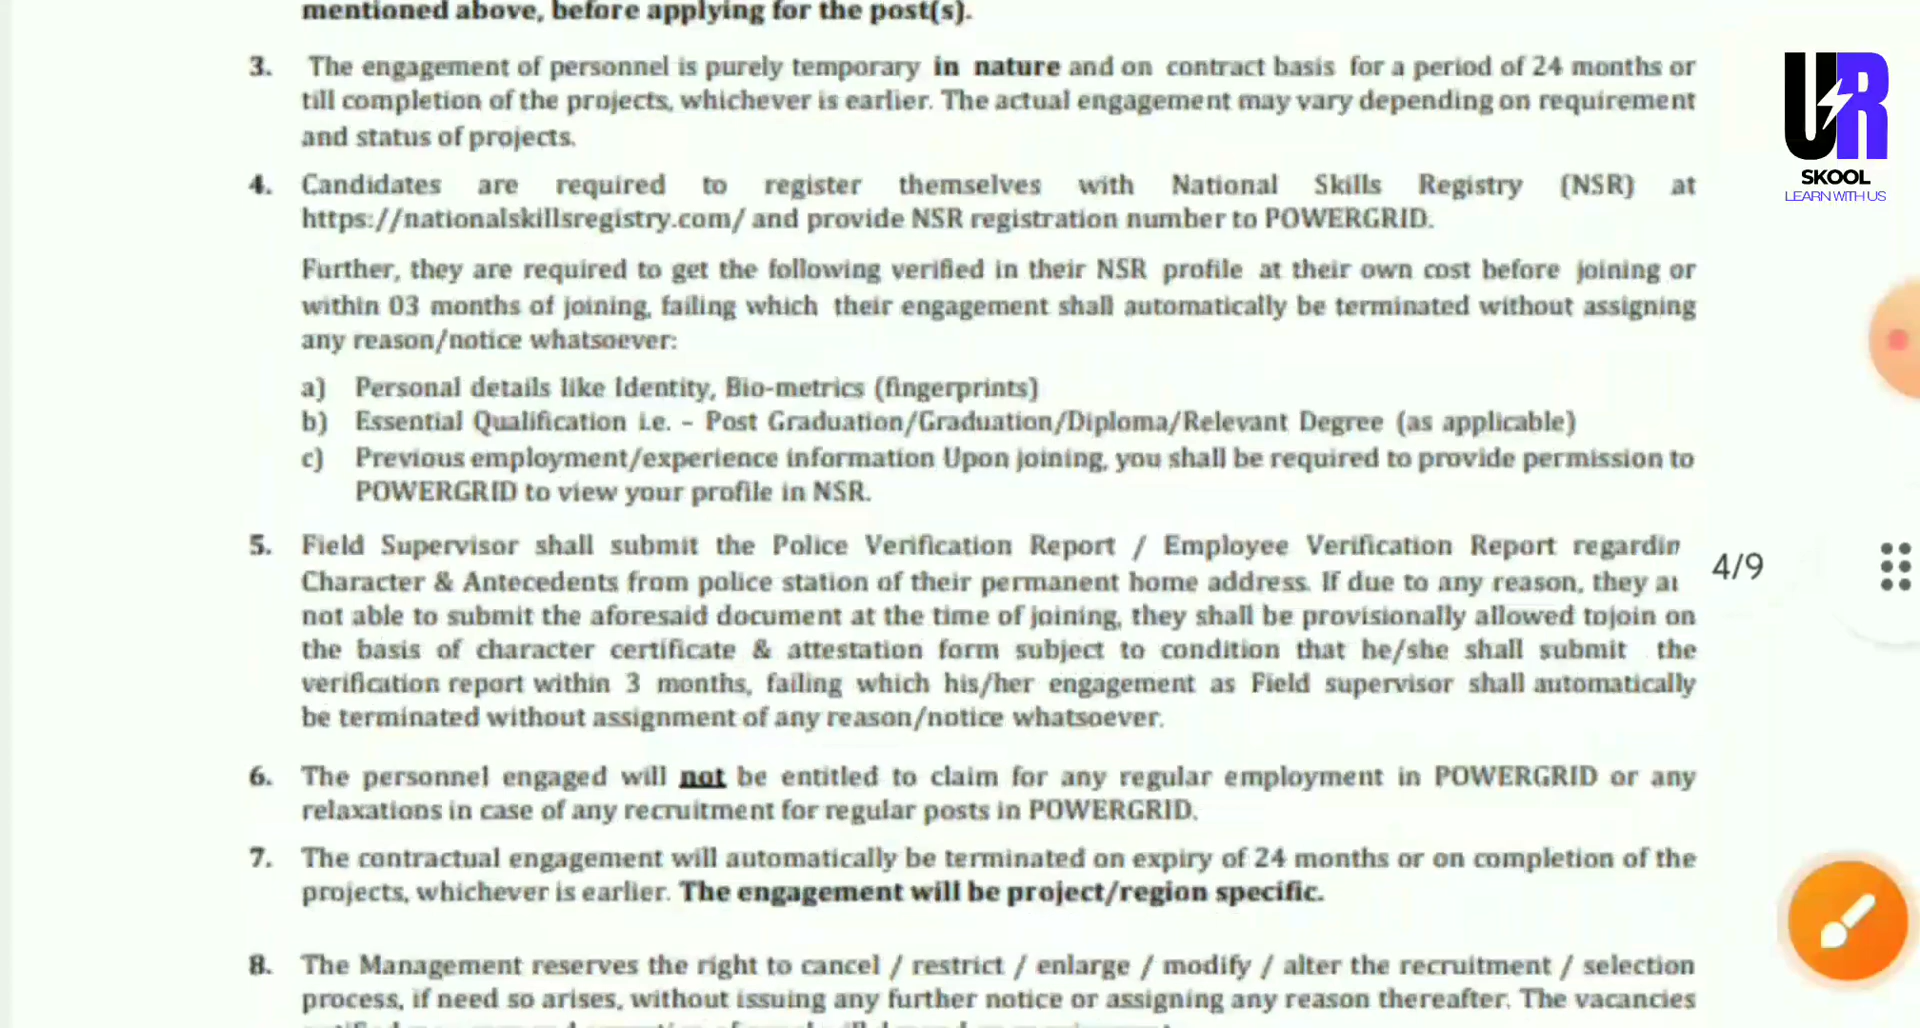 mentioned above, before applying for the post(s).
3. The engagement of personnel is purely temporary in nature and on contract basis for a period of 24 months or
till completion of the projects, whichever is earlier. The actual engagement may vary depending on requirement
and status of projects.
4. Candidates are required to register themselves with National Skills Registry (NSR) at
https://nationalskillsregistry.com/ and provide NSR registration number to POWERGRID.
Further, they are required to get the following verified in their NSR profile at their own cost before joining or
within 03 months of joining, failing which their engagement shall automatically be terminated without assigning
any reason/notice whatsoever:
a) Personal details like Identity, Bio-metrics (fingerprints)
b) Essential Qualification i.e. - Post Graduation/Graduation/Diploma/Relevant Degree (as applicable)
c) Previous employment/experience information Upon joining, you shall be required to provide permission to
POWERGRID to view your profile in NSR.
5. Field Supervisor shall submit the Police Verification Report / Employee Verification Report regardin
Character & Antecedents from police station of their permanent home address. If due to any reason, they
not able to submit the aforesaid document at the time of joining, they shall be provisionally allowed tojoin on
the basis of character certificate & attestation form subject to condition that he/she shall submit the
verification report within 3 months, failing which his/her engagement as Field supervisor shall automatically
be terminated without assignment of any reason/notice whatsoever.
6. The personnel engaged will not be entitled to claim for any regular employment in POWERGRID or any
relaxations in case of any recruitment for regular posts in POWERGRID.
7. The contractual engagement will automatically be terminated on expiry of 24 months or on completion of the
projects, whichever is earlier. The engagement will be project/region specific.
8. The Management reserves the right to cancel / restrict / enlarge / modify / alter the recruitment / selection
process, if need so arises, without issuing any further notice or assigning any reason thereafter. The vacancies
UR
SKOOL
LEARN WITH US
4/9